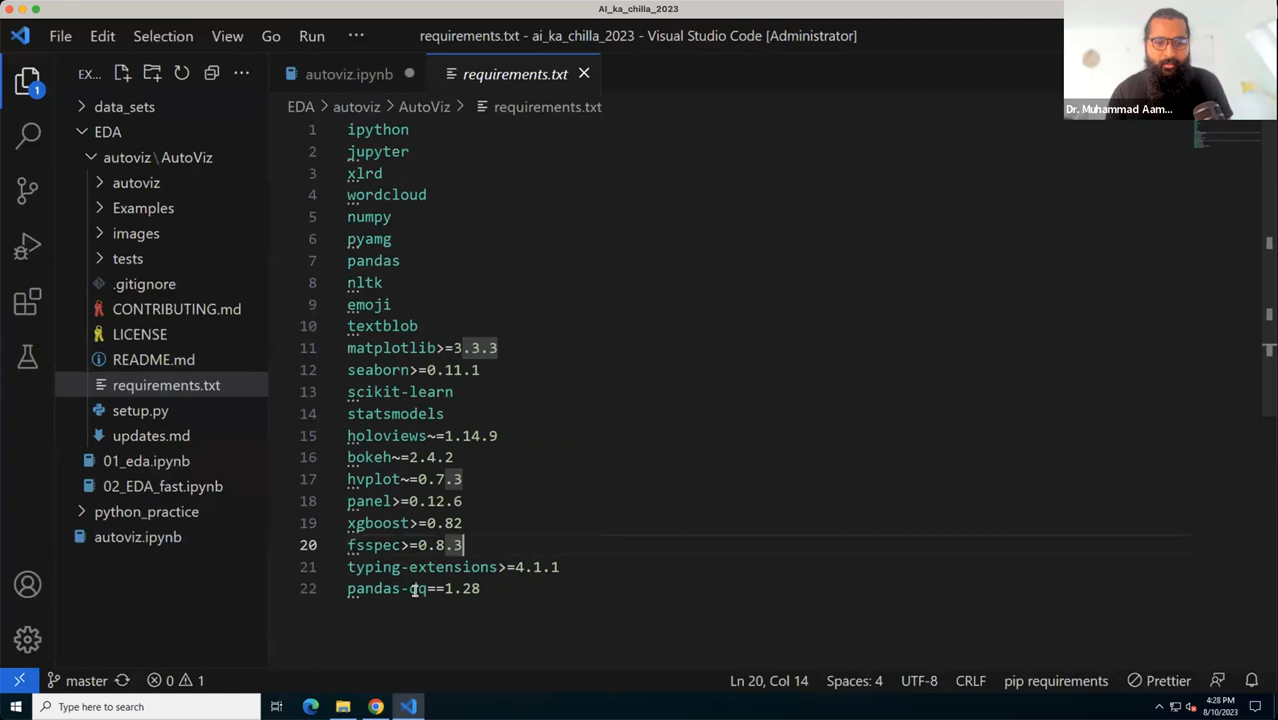 AI_ka_chilla_2023
File Edit Selection View Go Run ···
requirements.txt - ai_ka_chilla_2023 - Visual Studio Code [Administrator]
EX... ···
autoviz.ipynb
requirements.txt
EDA > autoviz > AutoViz > requirements.txt
1
data_sets
EDA
autoviz\AutoViz
autoviz
Examples
images
tests
.gitignore
CONTRIBUTING.md
LICENSE
README.md
requirements.txt
setup.py
updates.md
01_eda.ipynb
02_EDA_fast.ipynb
python_practice
autoviz.ipynb
1 ipython
2 jupyter
3 xlrd
4 wordcloud
5 numpy
6 pyamg
7 pandas
8 nltk
9 emoji
10 textblob
11 matplotlib>=3.3.3
12 seaborn>=0.11.1
13 scikit-learn
14 statsmodels
15 holoviews~=1.14.9
16 bokeh~=2.4.2
17 hvplot~=0.7.3
18 panel>=0.12.6
19 xgboost>=0.82
20 fsspec>=0.8.3
21 typing-extensions>=4.1.1
22 pandas-dq==1.28
Dr. Muhammad Aam...
master 0 1 Ln 20, Col 14 Spaces: 4 UTF-8 CRLF pip requirements Prettier
Type here to search
4:28 PM
8/10/2023